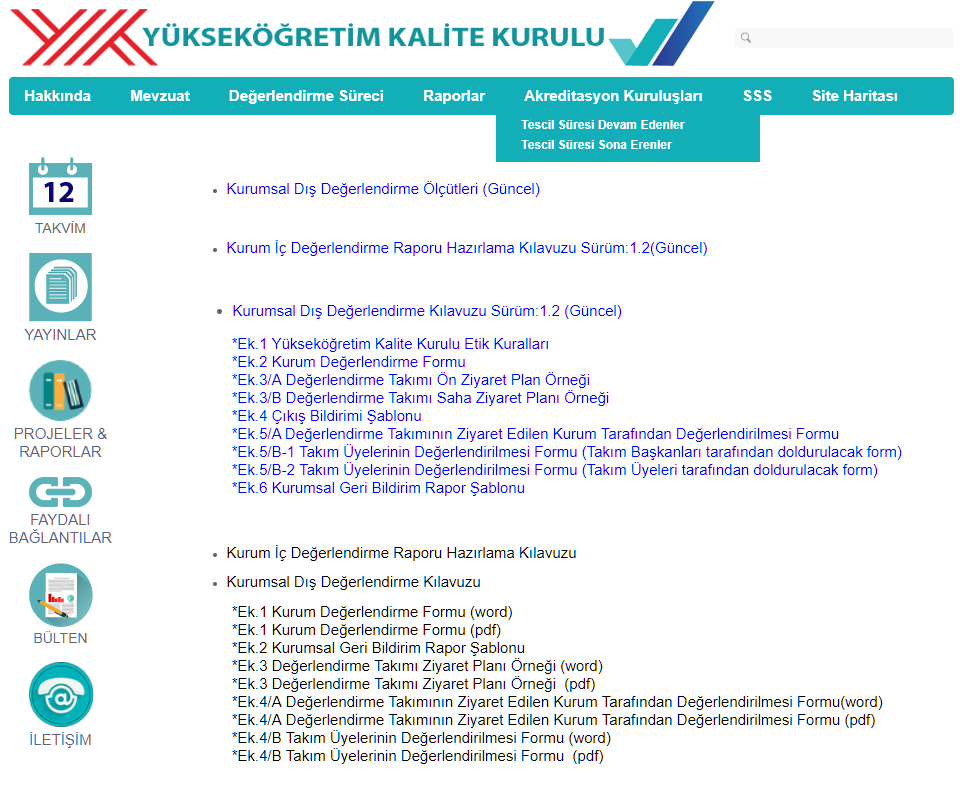 YÜKSEKÖĞRETİM KALİTE KURULU
Hakkında Mevzuat Değerlendirme Süreci Raporlar Akreditasyon Kuruluşları SSS Site Haritası
Tescil Süresi Devam Edenler
Tescil Süresi Sona Erenler
12
TAKVİM
YAYINLAR
PROJELER &
RAPORLAR
FAYDALI
BAĞLANTILAR
BÜLTEN
İLETİŞİM
• Kurumsal Dış Değerlendirme Ölçütleri (Güncel)
• Kurum İç Değerlendirme Raporu Hazırlama Kılavuzu Sürüm:1.2(Güncel)
• Kurumsal Dış Değerlendirme Kılavuzu Sürüm:1.2 (Güncel)
*Ek.1 Yükseköğretim Kalite Kurulu Etik Kuralları
*Ek.2 Kurum Değerlendirme Formu
*Ek.3/A Değerlendirme Takımı Ön Ziyaret Plan Örneği
*Ek.3/B Değerlendirme Takımı Saha Ziyaret Planı Örneği
*Ek.4 Çıkış Bildirimi Şablonu
*Ek.5/A Değerlendirme Takımının Ziyaret Edilen Kurum Tarafından Değerlendirilmesi Formu
*Ek.5/B-1 Takım Üyelerinin Değerlendirilmesi Formu (Takım Başkanları tarafından doldurulacak form)
*Ek.5/B-2 Takım Üyelerinin Değerlendirilmesi Formu (Takım Üyeleri tarafından doldurulacak form)
*Ek.6 Kurumsal Geri Bildirim Rapor Şablonu
• Kurum İç Değerlendirme Raporu Hazırlama Kılavuzu
• Kurumsal Dış Değerlendirme Kılavuzu
*Ek.1 Kurum Değerlendirme Formu (word)
*Ek.1 Kurum Değerlendirme Formu (pdf)
*Ek.2 Kurumsal Geri Bildirim Rapor Şablonu
*Ek.3 Değerlendirme Takımı Ziyaret Planı Örneği (word)
*Ek.3 Değerlendirme Takımı Ziyaret Planı Örneği (pdf)
*Ek.4/A Değerlendirme Takımının Ziyaret Edilen Kurum Tarafından Değerlendirilmesi Formu(word)
*Ek.4/A Değerlendirme Takımının Ziyaret Edilen Kurum Tarafından Değerlendirilmesi Formu (pdf)
*Ek.4/B Takım Üyelerinin Değerlendirilmesi Formu (word)
*Ek.4/B Takım Üyelerinin Değerlendirilmesi Formu (pdf)